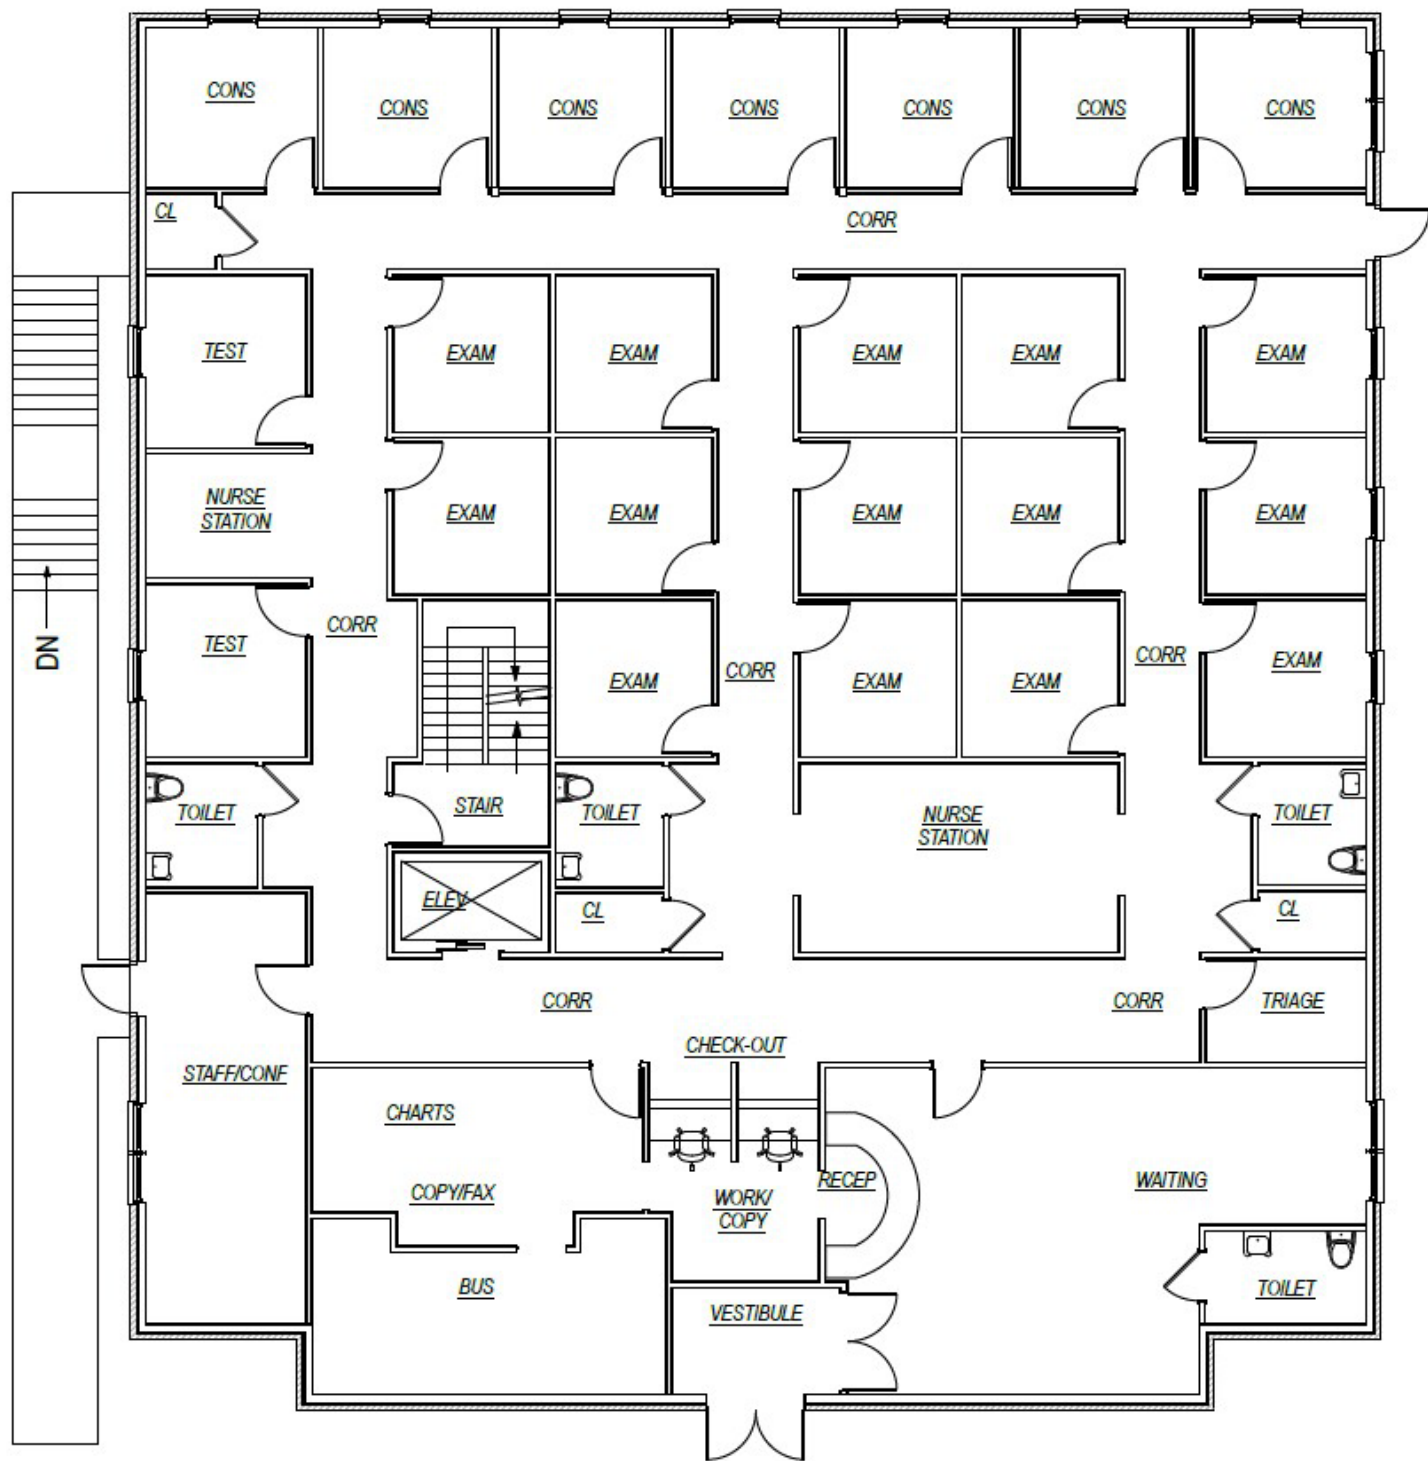 CONS
CONS
CONS
CONS
CONS
CONS
CONS
CL
CORR
TEST
EXAM
EXAM
EXAM
EXAM
EXAM
NURSE
STATION
EXAM
EXAM
EXAM
EXAM
EXAM
DN
TEST
CORR
EXAM
CORR
EXAM
EXAM
CORR
EXAM
TOILET
STAIR
TOILET
NURSE
STATION
TOILET
ELEV
CL
CL
CORR
CORR
TRIAGE
CHECK-OUT
STAFF/CONF
CHARTS
COPY/FAX
WORK/
COPY
RECEP
WAITING
BUS
VESTIBULE
TOILET